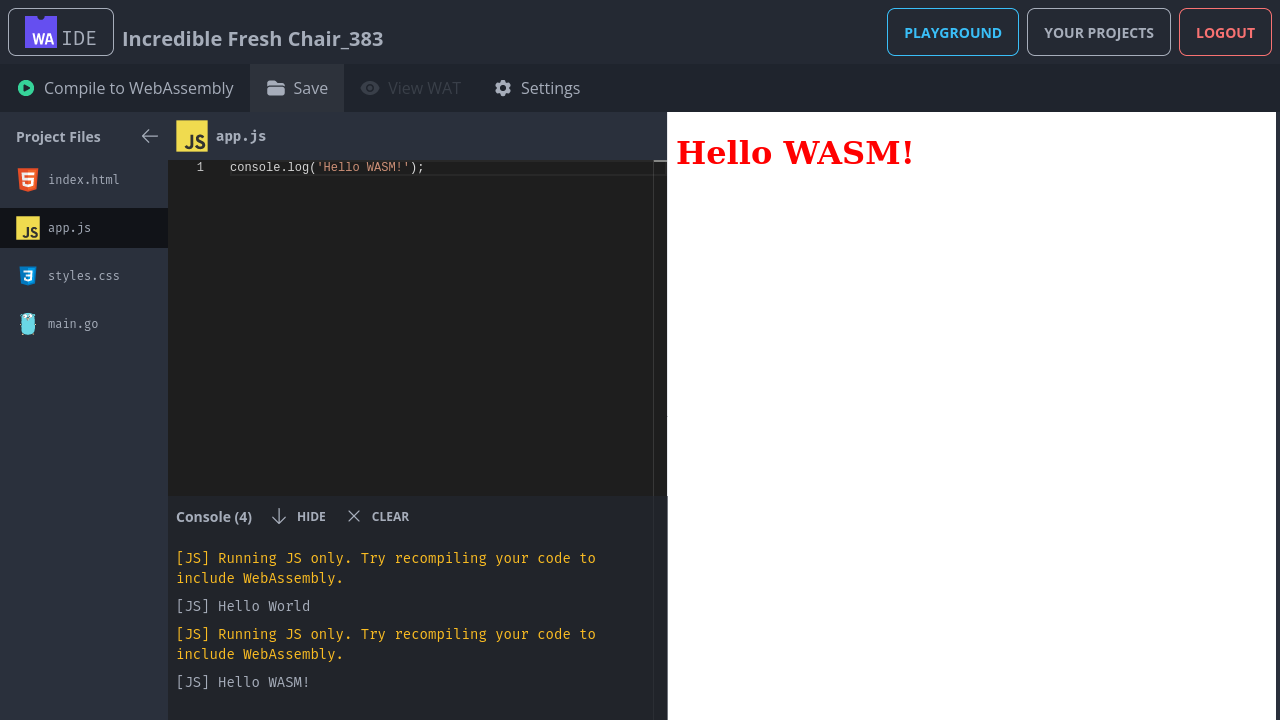 WA IDE Incredible Fresh Chair_383 PLAYGROUND YOUR PROJECTS LOGOUT
Compile to WebAssembly Save View WAT Settings
Project Files
index.html
JS app.js
styles.css
main.go
JS app.js
1 console.log('Hello WASM!');
Console (4) HIDE CLEAR
[JS] Running JS only. Try recompiling your code to
include WebAssembly.
[JS] Hello World
[JS] Running JS only. Try recompiling your code to
include WebAssembly.
[JS] Hello WASM!
Hello WASM!